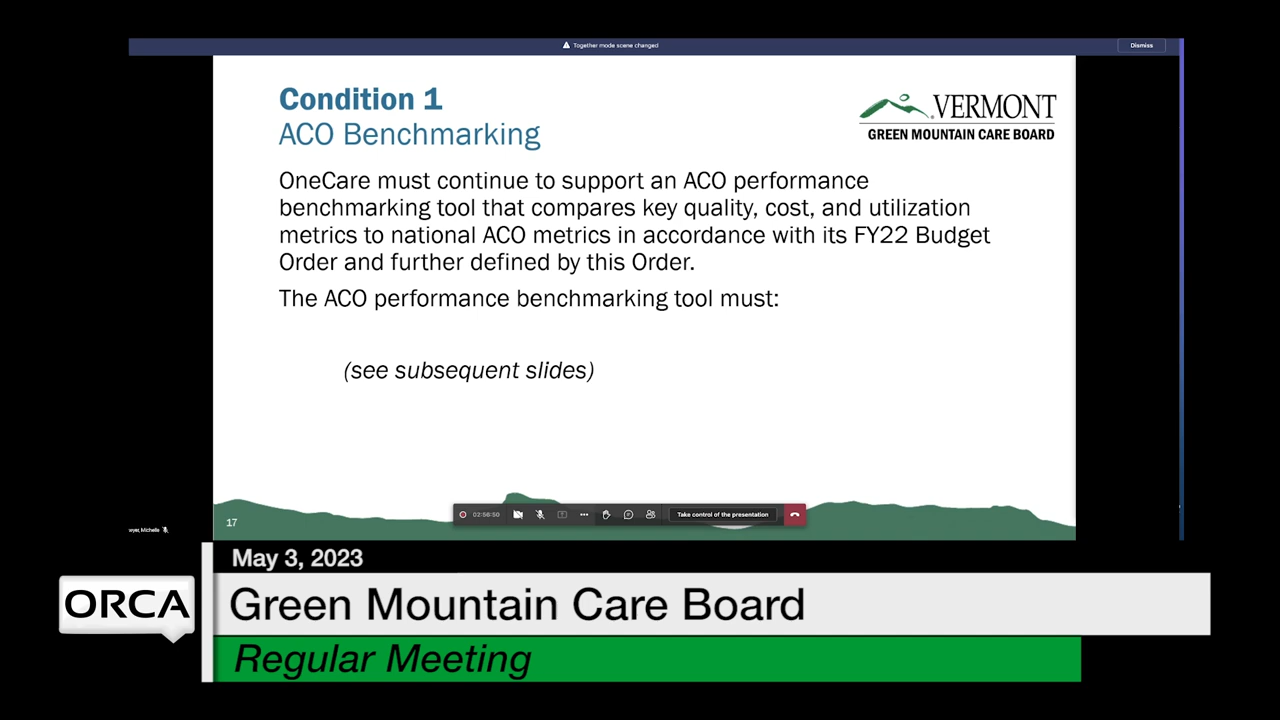 Together mode scene changed
Dismiss
Condition 1
ACO Benchmarking
VERMONT
GREEN MOUNTAIN CARE BOARD
OneCare must continue to support an ACO performance
benchmarking tool that compares key quality, cost, and utilization
metrics to national ACO metrics in accordance with its FY22 Budget
Order and further defined by this Order.
The ACO performance benchmarking tool must:
(see subsequent slides)
17
02:56:50
Take control of the presentation
May 3, 2023
ORCA
Green Mountain Care Board
Regular Meeting